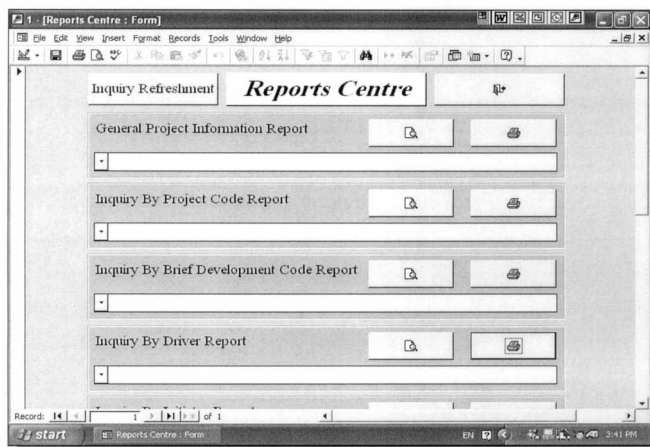 1 - [Reports Centre : Form]
File Edit View Insert Format Records Tools Window Help
Inquiry Refreshment
Reports Centre
General Project Information Report
Inquiry By Project Code Report
Inquiry By Brief Development Code Report
Inquiry By Driver Report
Record: 1 of 1
start
Reports Centre : Form
EN
3:41 PM